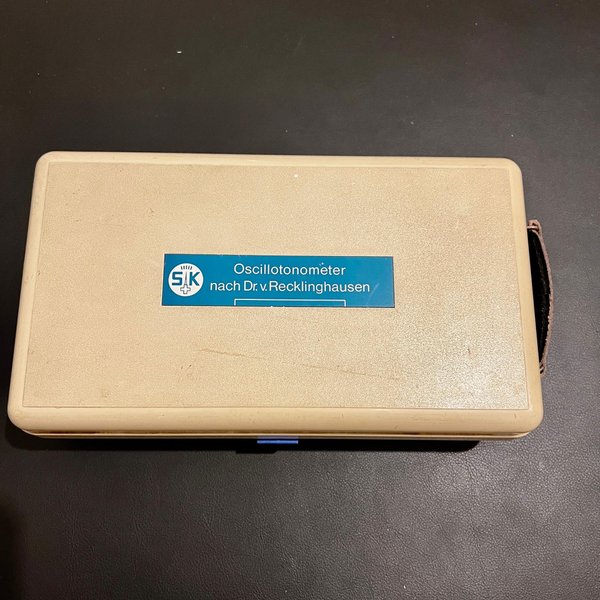 SK
Oscillotonometer
nach Dr. v. Recklinghausen